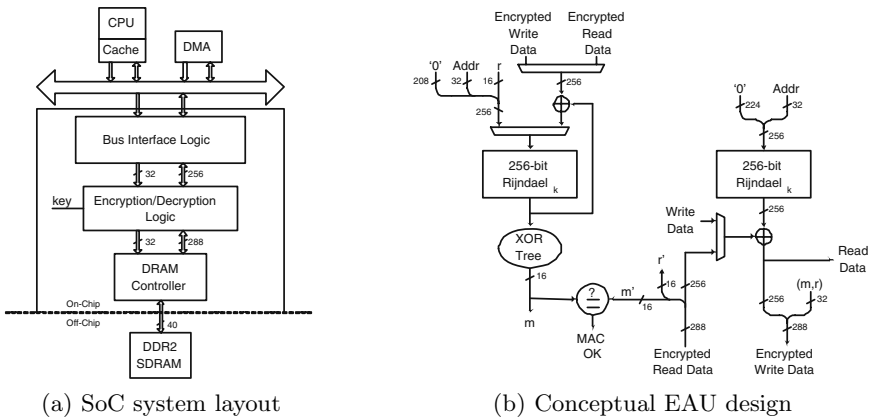 CPU
Cache
DMA
Bus Interface Logic
32
256
key
Encryption/Decryption
Logic
32
288
DRAM
Controller
On-Chip
Off-Chip
40
DDR2
SDRAM
(a) SoC system layout
Encrypted
Write
Data
Encrypted
Read
Data
'0'
Addr
r
208
32
16
256
256
256-bit
Rijndael k
XOR
Tree
16
m
?
=
MAC
OK
m'
16
r'
16
256
288
Encrypted
Read Data
Write
Data
'0'
Addr
224
32
256
256-bit
Rijndael k
256
Read
Data
(m,r)
256
32
288
Encrypted
Write Data
(b) Conceptual EAU design